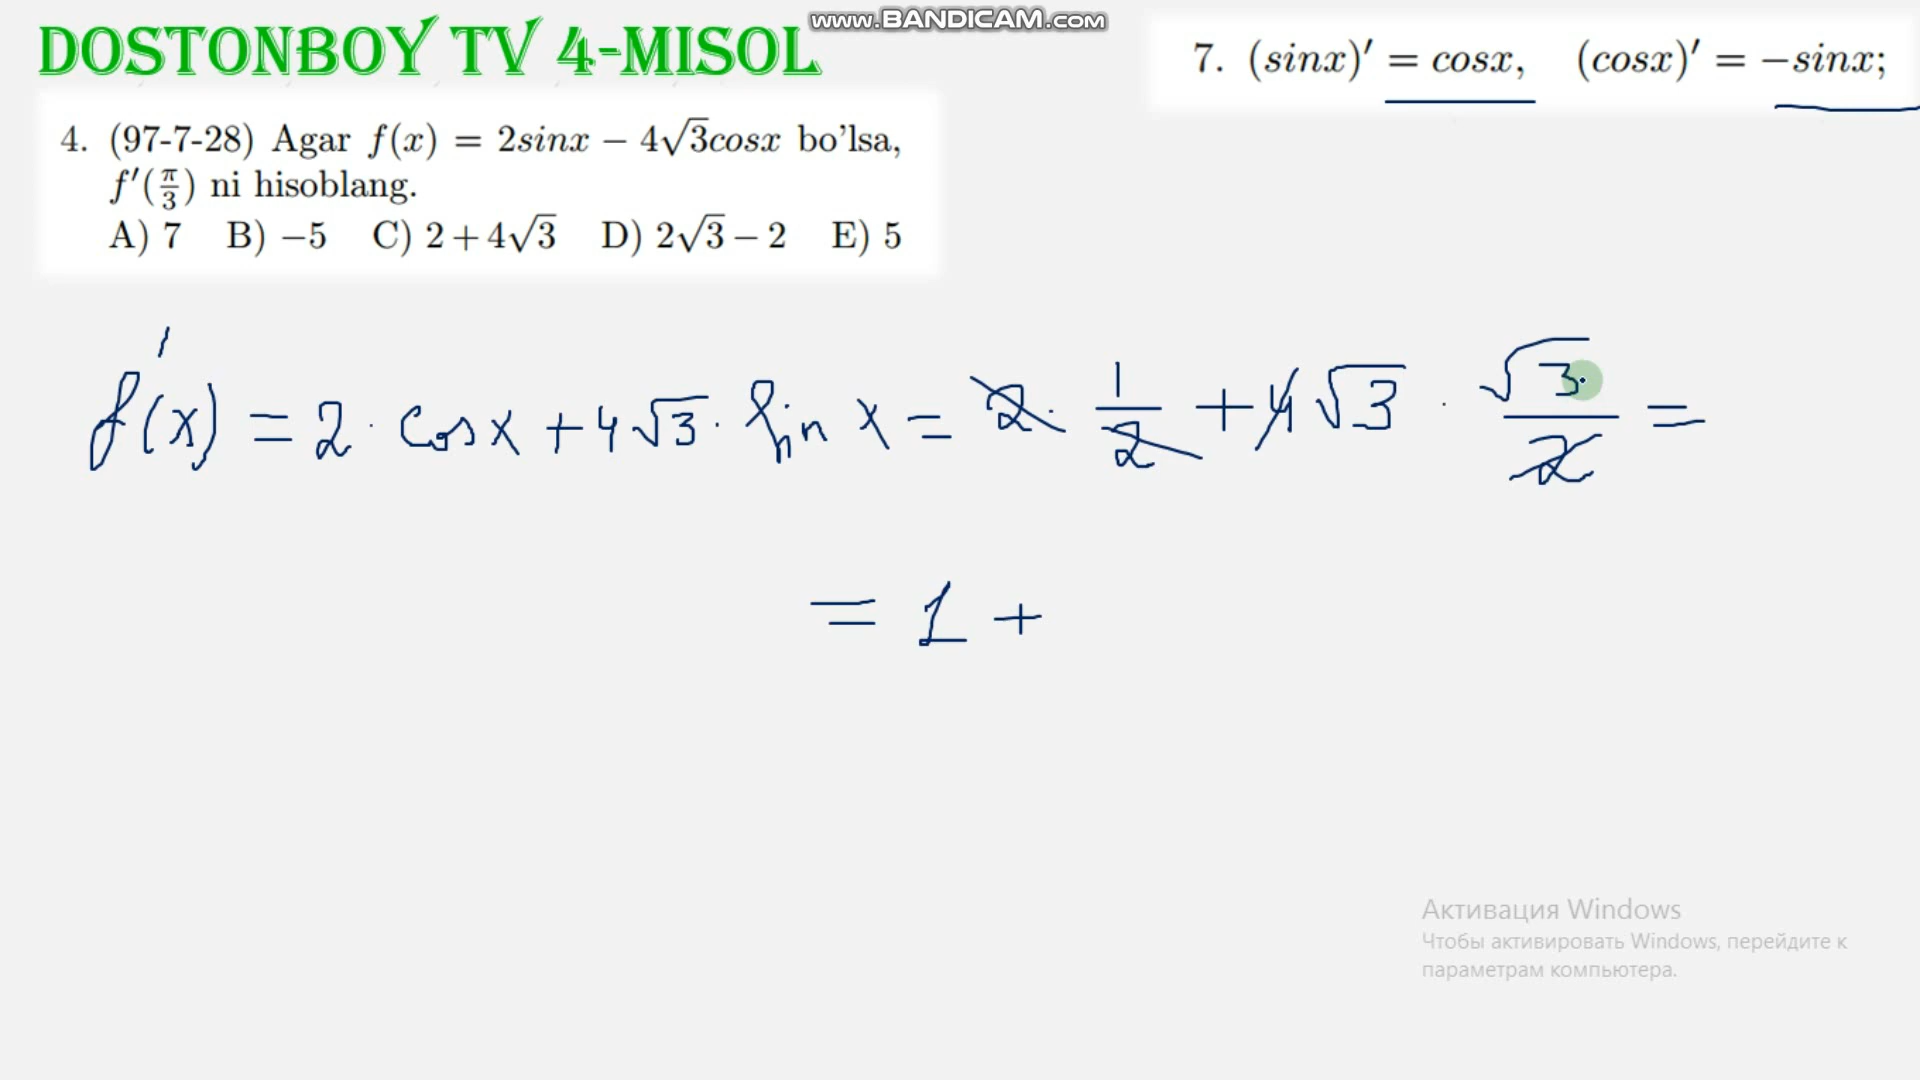 www.BANDICAM.com
DOSTONBOY TV 4-MISOL
7. (sinx)′ = cosx, (cosx)′ = −sinx;
4. (97-7-28) Agar f(x) = 2sinx − 4√3cosx bo'lsa,
f′(π/3) ni hisoblang.
A) 7 B) −5 C) 2 + 4√3 D) 2√3 − 2 E) 5
f′(x) = 2 · cos x + 4√3 · sin x = 2 · 1/2 + 4√3 · √3/2 =
= 1 +
Активация Windows
Чтобы активировать Windows, перейдите к
параметрам компьютера.